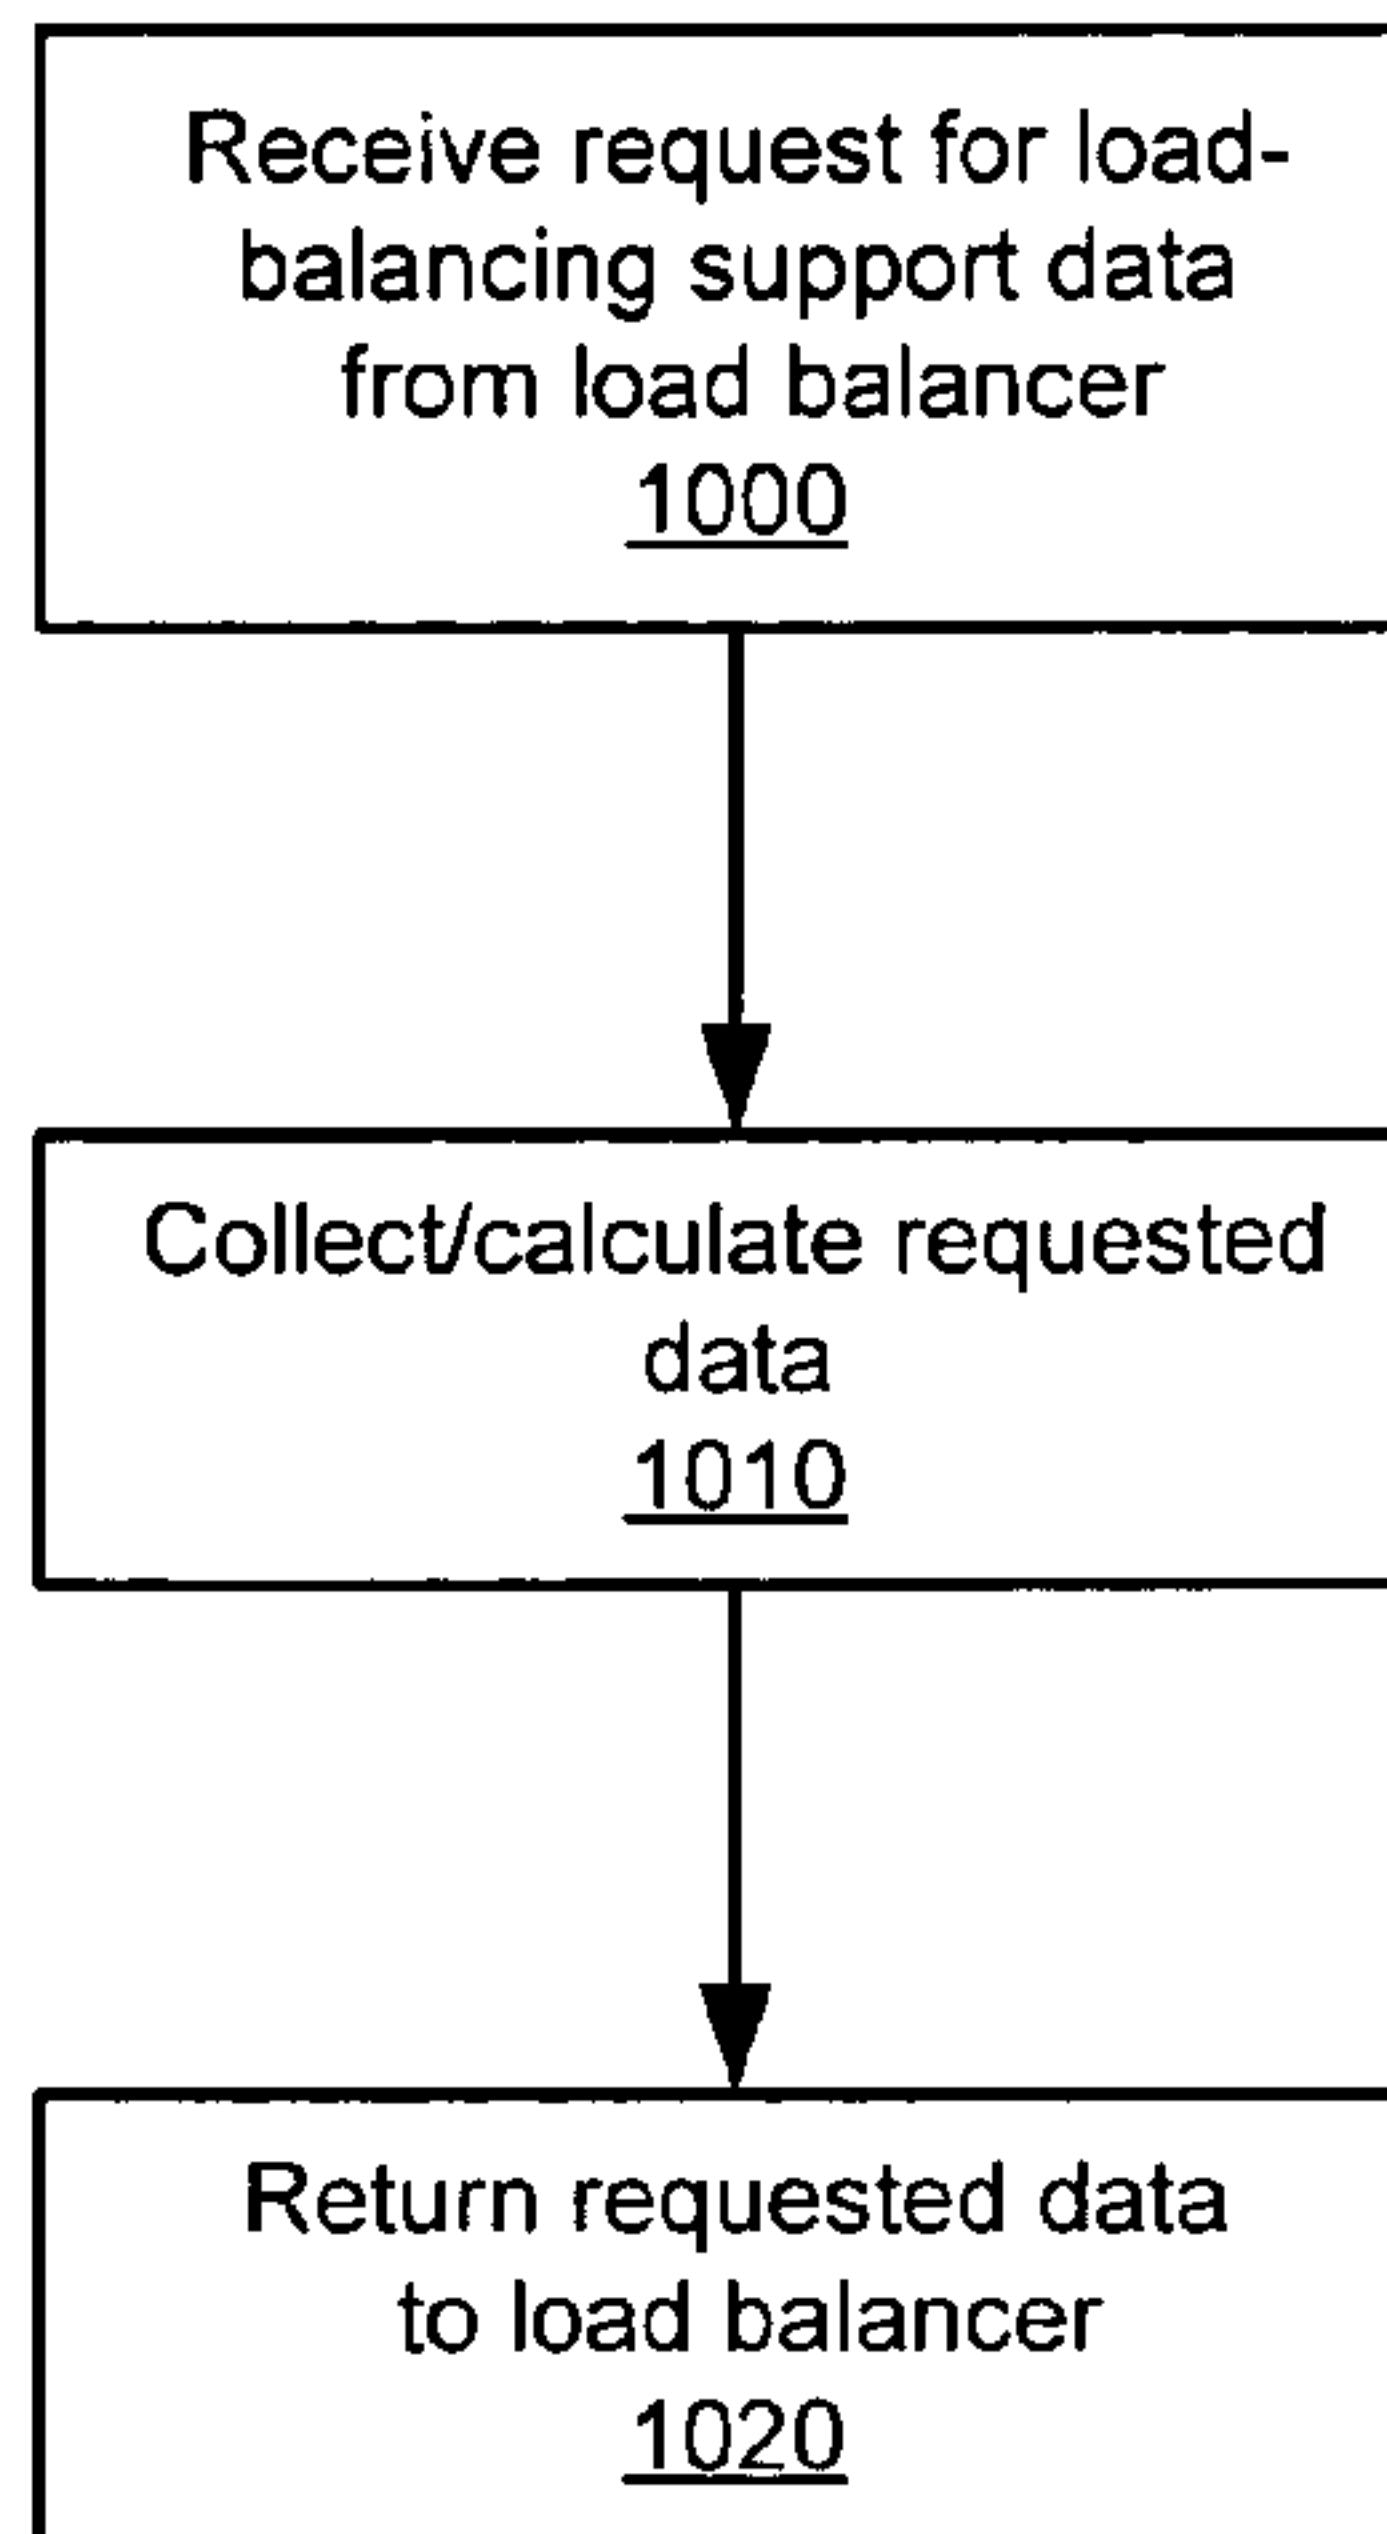 Receive request for load-
balancing support data
from load balancer
1000
Collect/calculate requested
data
1010
Return requested data
to load balancer
1020